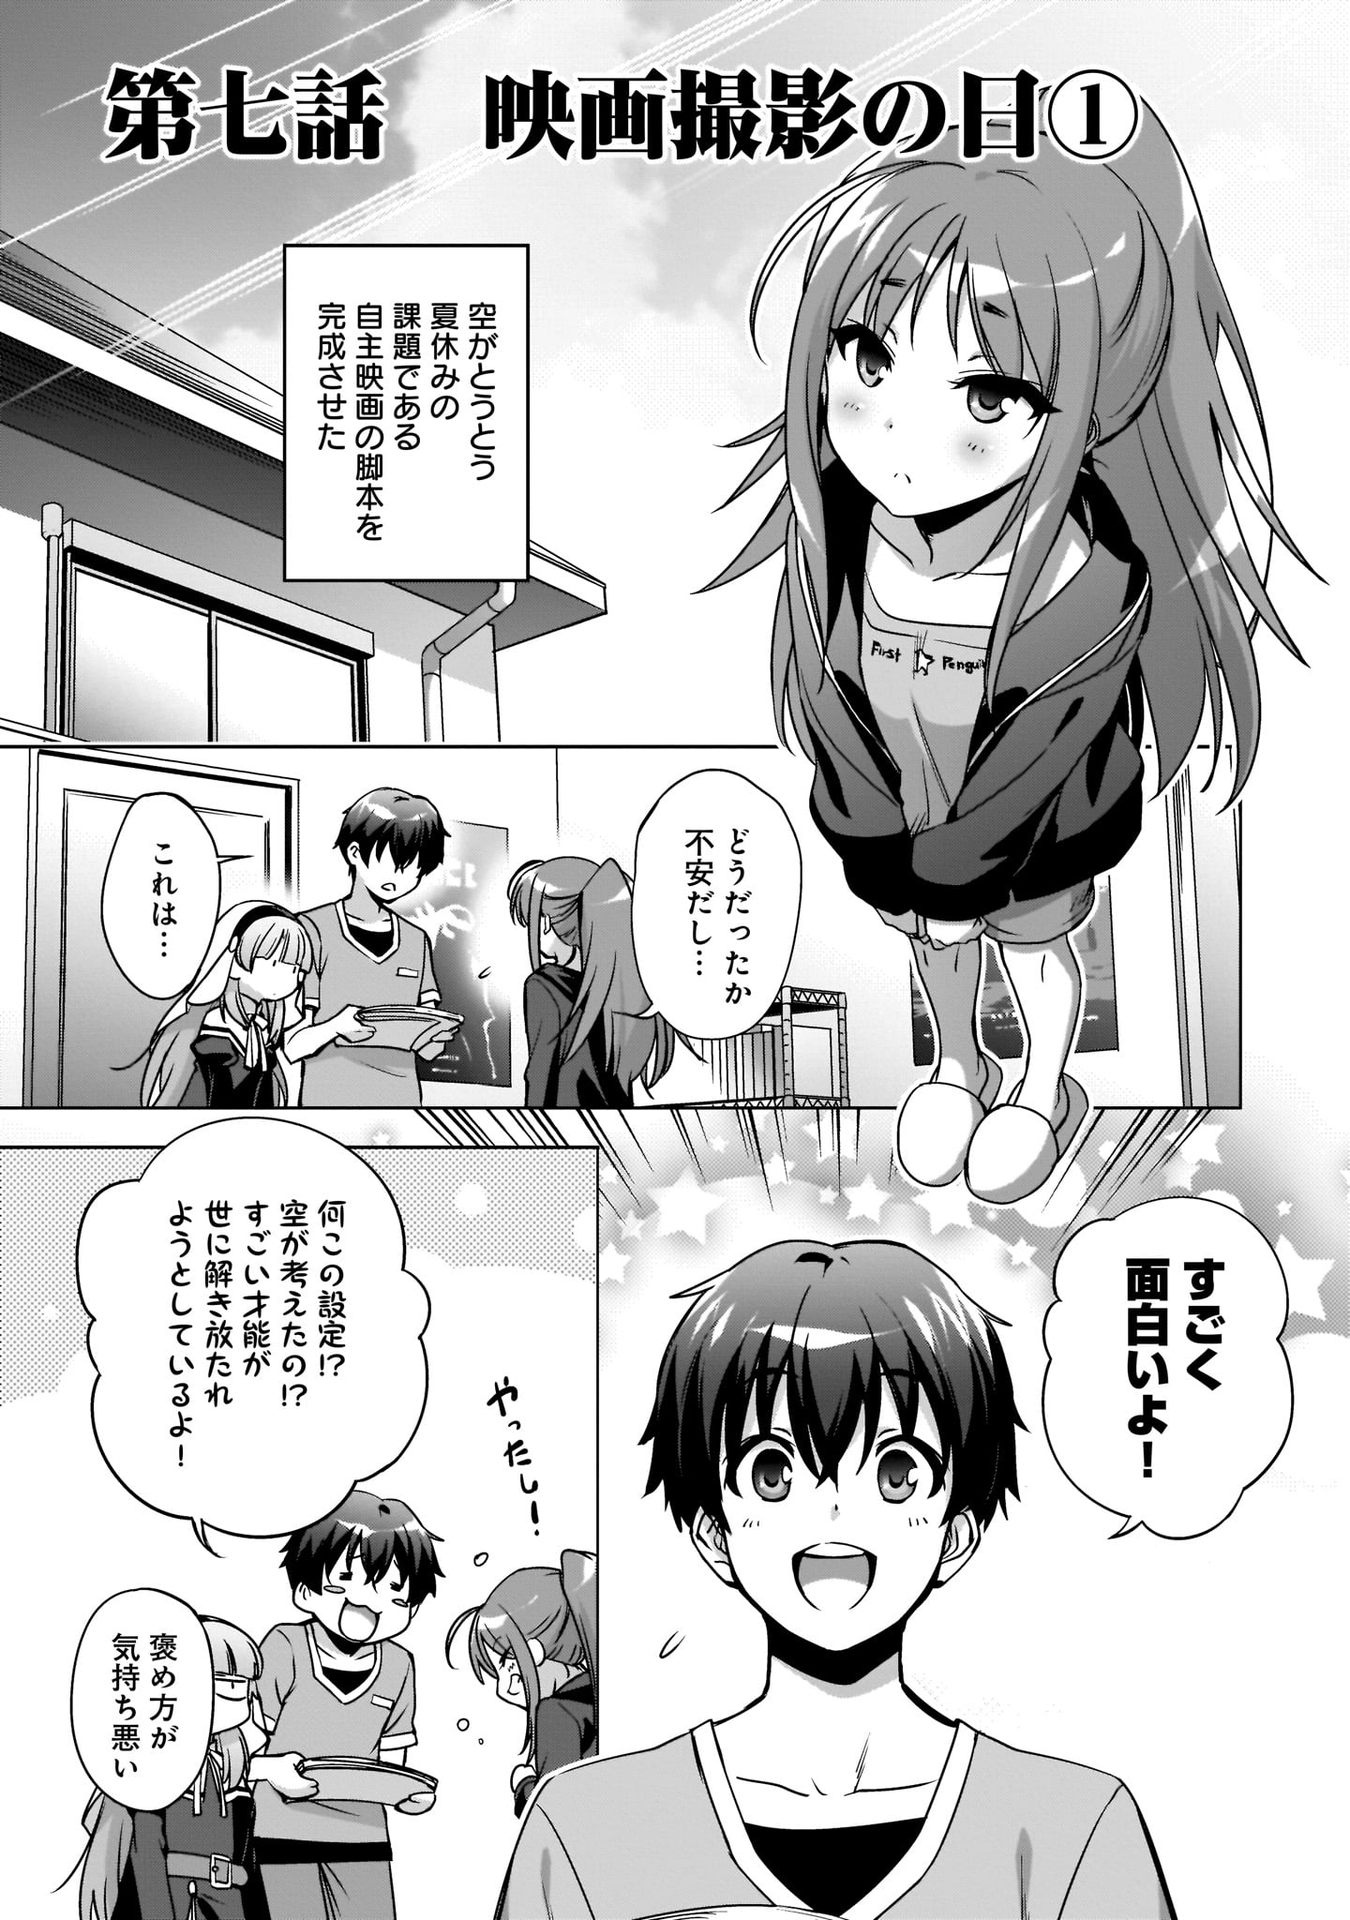 第七話　映画撮影の日①
空がとうとう
夏休みの
課題である
自主映画の脚本を
完成させた
First ☆ Penguin
どうだったか
不安だし…
これは…
すごく
面白いよ！
何この設定!?
空が考えたの!?
すごい才能が
世に解き放たれ
ようとしているよ！
やったし！
褒め方が
気持ち悪い